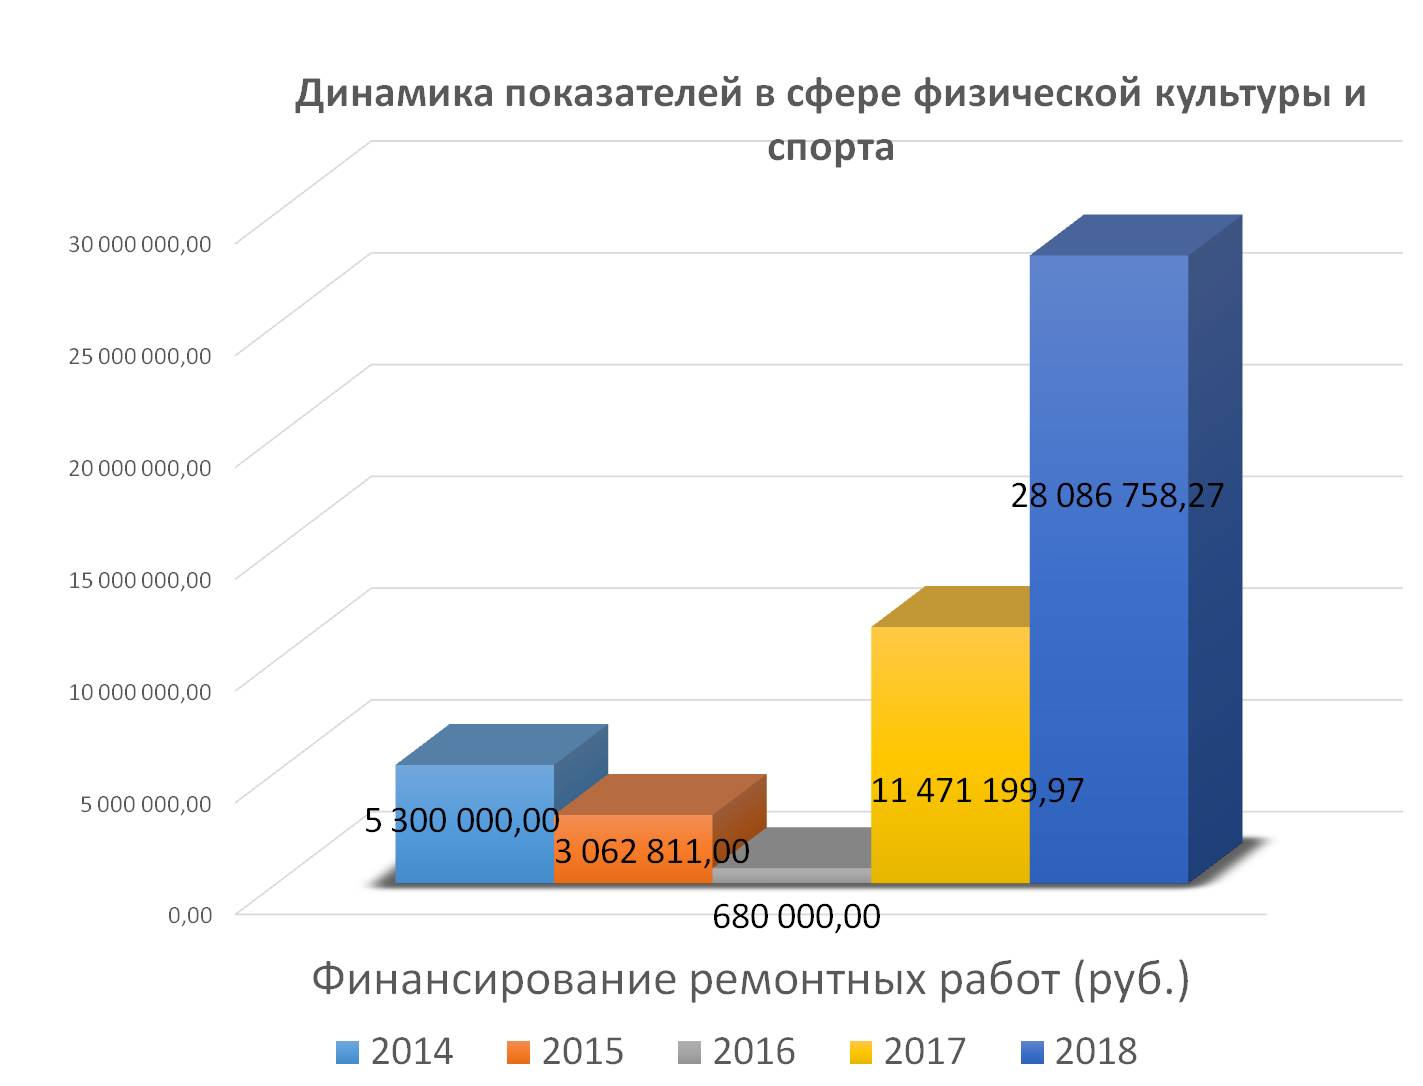 Динамика показателей в сфере физической культуры и
спорта
30 000 000,00
25 000 000,00
20 000 000,00
15 000 000,00
10 000 000,00
5 000 000,00
0,00
5 300 000,00
3 062 811,00
680 000,00
11 471 199,97
28 086 758,27
Финансирование ремонтных работ (руб.)
2014 2015 2016 2017 2018